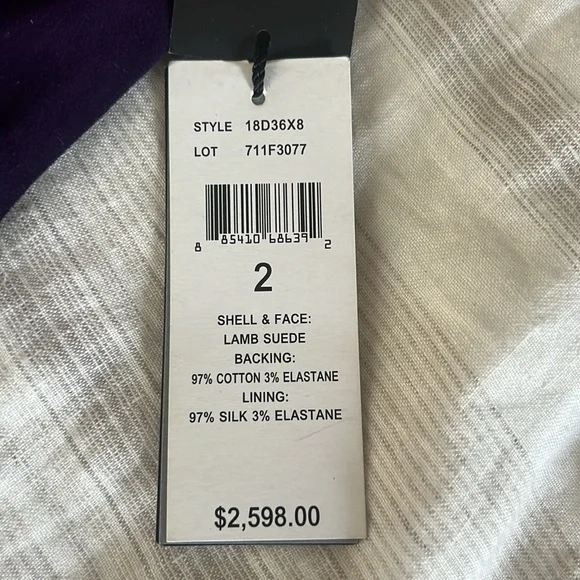 STYLE 18D36X8
LOT 711F3077
8 85410 68639 2
2
SHELL & FACE:
LAMB SUEDE
BACKING:
97% COTTON 3% ELASTANE
LINING:
97% SILK 3% ELASTANE
$2,598.00